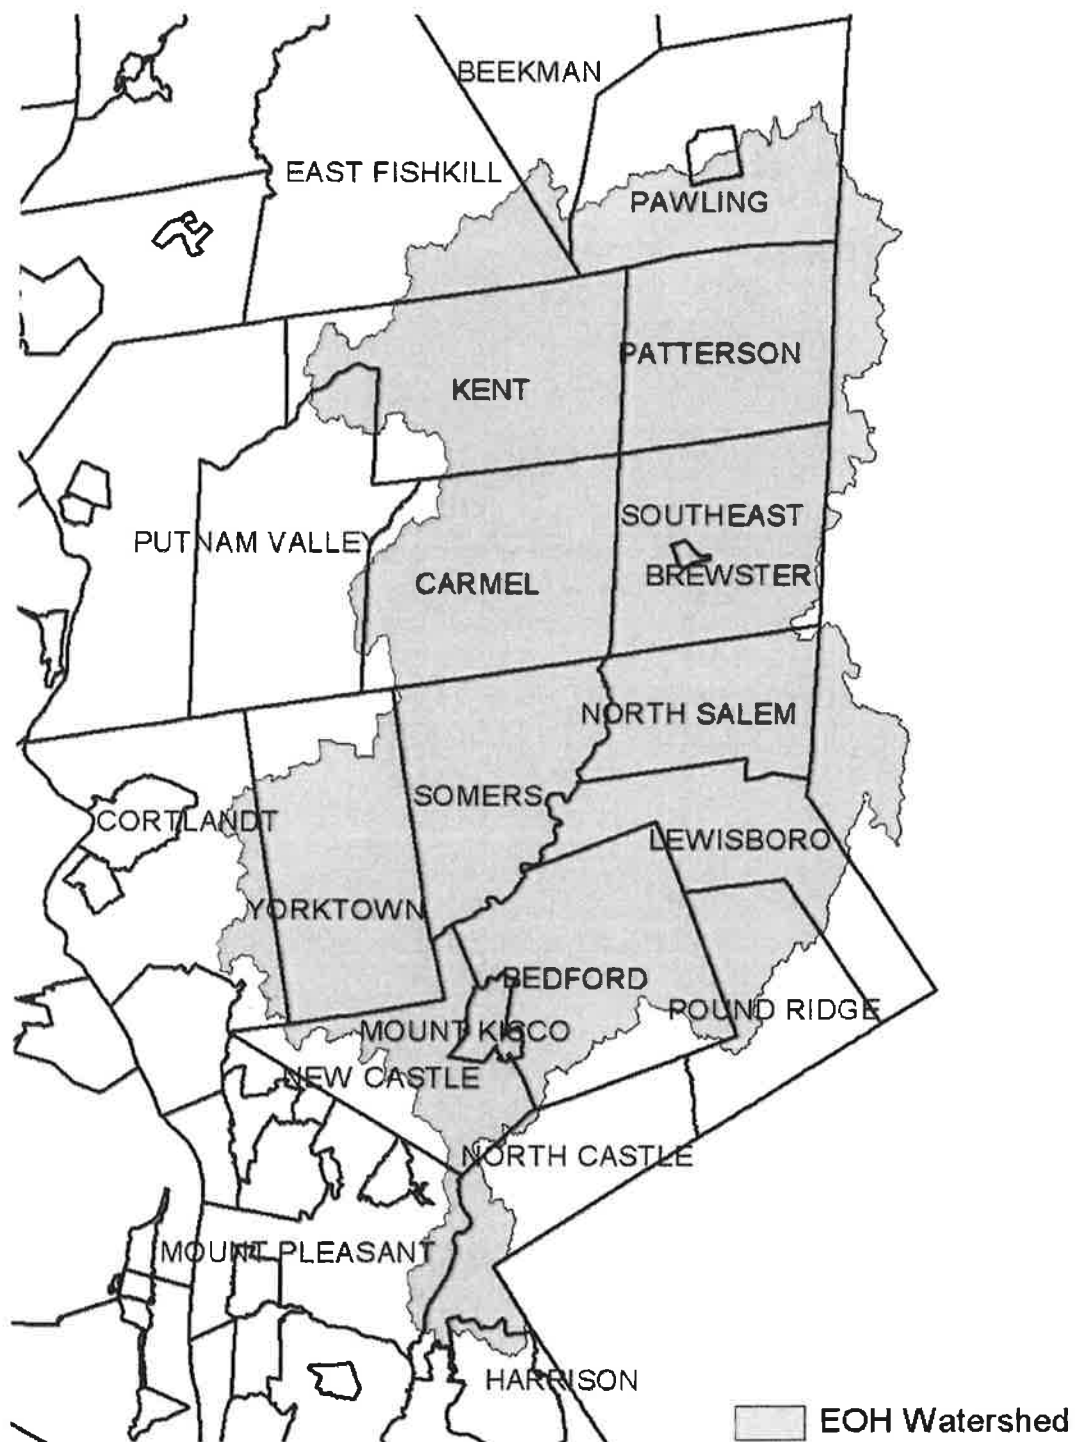 BEEKMAN
EAST FISHKILL
PAWLING
PATTERSON
KENT
SOUTHEAST
PUTNAM VALLEY
BREWSTER
CARMEL
NORTH SALEM
SOMERS
CORTLANDT
LEWISBORO
YORKTOWN
BEDFORD
POUND RIDGE
MOUNT KISCO
NEW CASTLE
NORTH CASTLE
MOUNT PLEASANT
HARRISON
EOH Watershed